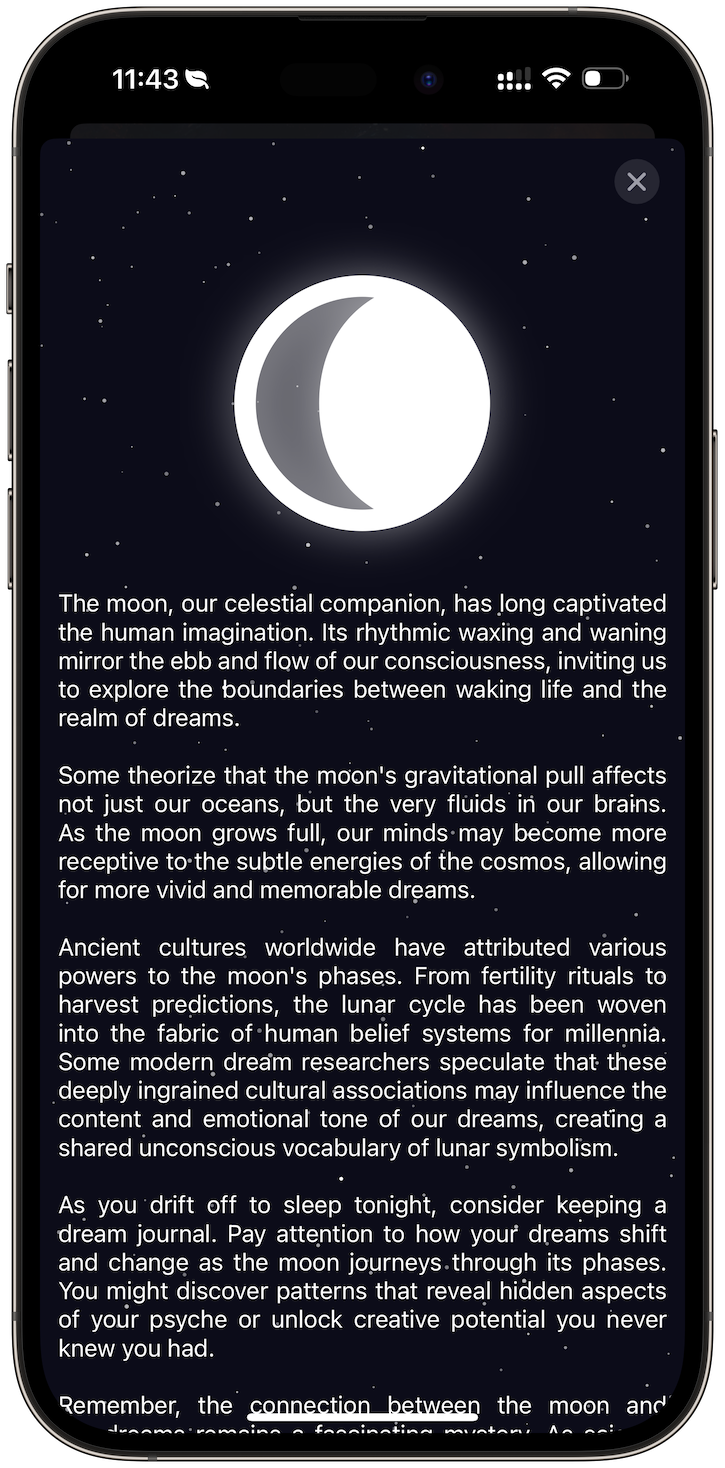 11:43
The moon, our celestial companion, has long captivated
the human imagination. Its rhythmic waxing and waning
mirror the ebb and flow of our consciousness, inviting us
to explore the boundaries between waking life and the
realm of dreams.
Some theorize that the moon's gravitational pull affects
not just our oceans, but the very fluids in our brains.
As the moon grows full, our minds may become more
receptive to the subtle energies of the cosmos, allowing
for more vivid and memorable dreams.
Ancient cultures worldwide have attributed various
powers to the moon's phases. From fertility rituals to
harvest predictions, the lunar cycle has been woven
into the fabric of human belief systems for millennia.
Some modern dream researchers speculate that these
deeply ingrained cultural associations may influence the
content and emotional tone of our dreams, creating a
shared unconscious vocabulary of lunar symbolism.
As you drift off to sleep tonight, consider keeping a
dream journal. Pay attention to how your dreams shift
and change as the moon journeys through its phases.
You might discover patterns that reveal hidden aspects
of your psyche or unlock creative potential you never
knew you had.
Remember, the connection between the moon and
dreams remains a fascinating mystery. As